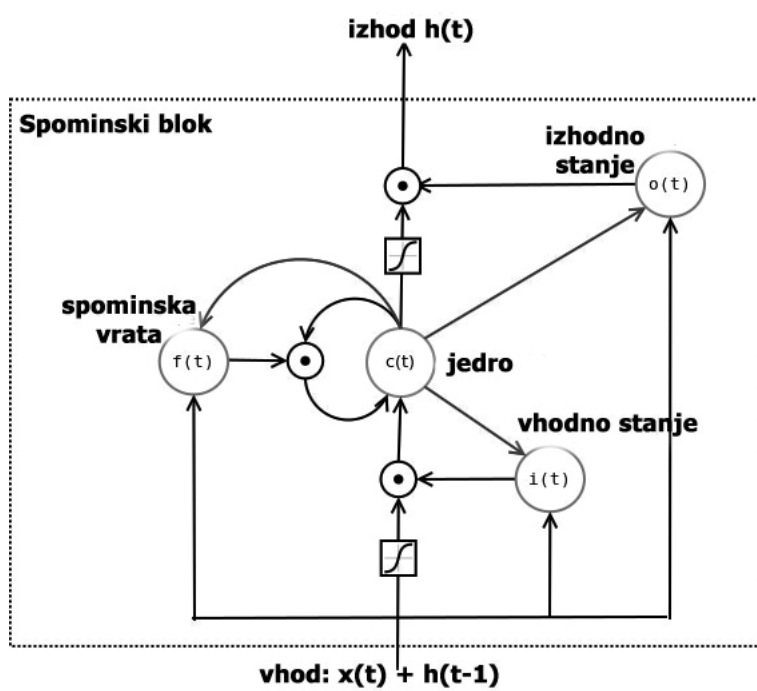 izhod h(t)
Spominski blok
izhodno
stanje
o(t)
spominska
vrata
f(t)
c(t)
jedro
vhodno stanje
i(t)
vhod: x(t) + h(t-1)